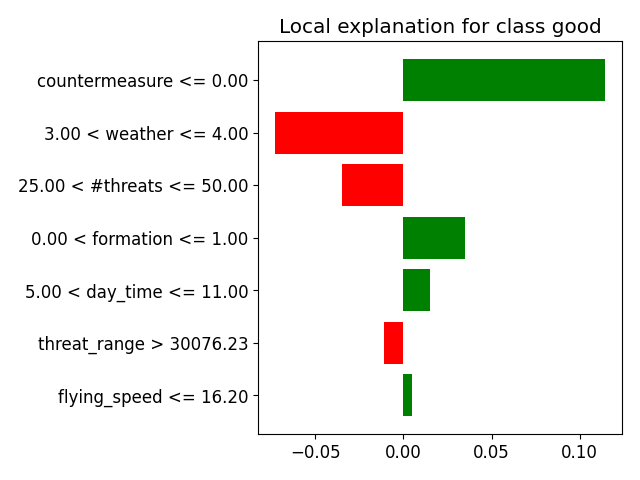 Local explanation for class good
countermeasure <= 0.00
3.00 < weather <= 4.00
25.00 < #threats <= 50.00
0.00 < formation <= 1.00
5.00 < day_time <= 11.00
threat_range > 30076.23
flying_speed <= 16.20
−0.05 0.00 0.05 0.10